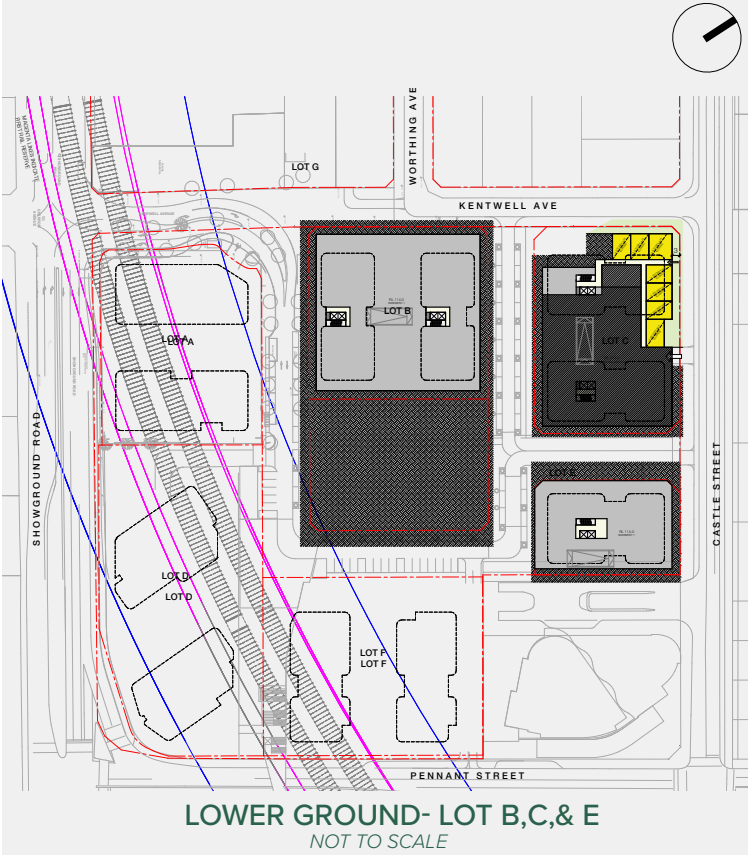 WORTHING AVE
LOT G
KENTWELL AVE
LOT B
LOT A
LOT A
LOT C
SHOWGROUND ROAD
CASTLE STREET
LOT E
LOT D
LOT D
LOT F
LOT F
PENNANT STREET
LOWER GROUND- LOT B,C,& E
NOT TO SCALE